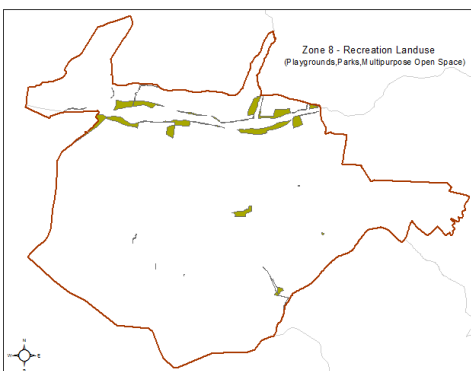 Zone 8 - Recreation Landuse
(Playgrounds,Parks,Multipurpose Open Space)
N
W E
S